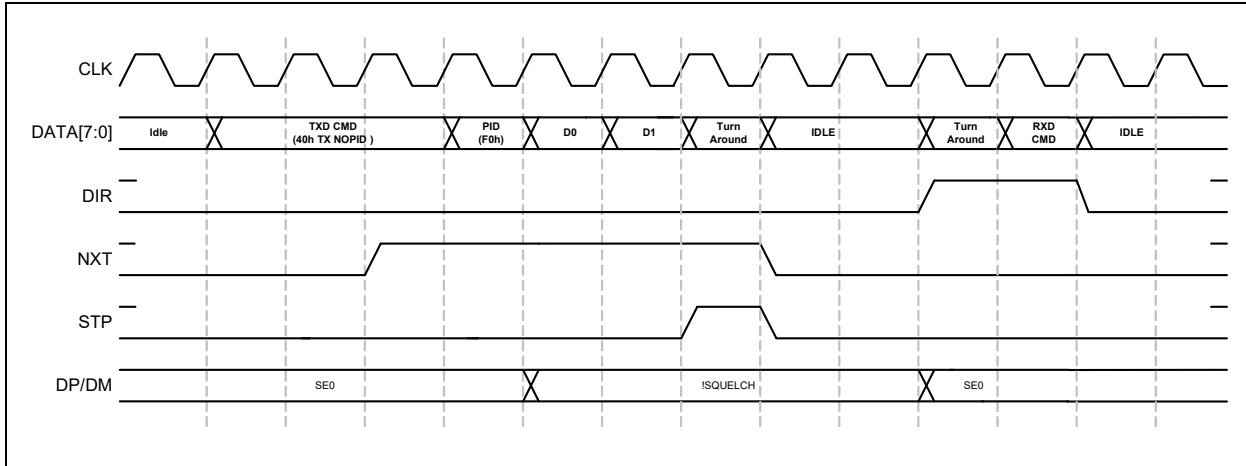 CLK
DATA[7:0]
Idle
TXD CMD
(40h TX NOPID )
PID
(F0h)
D0
D1
Turn
Around
IDLE
Turn
Around
RXD
CMD
IDLE
DIR
NXT
STP
DP/DM
SE0
!SQUELCH
SE0